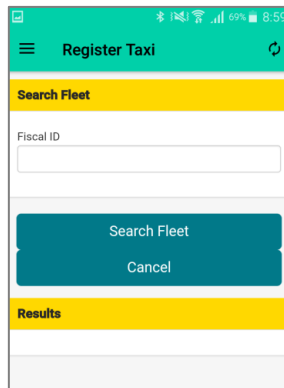 69% 8:59
Register Taxi
Search Fleet
Fiscal ID
Search Fleet
Cancel
Results